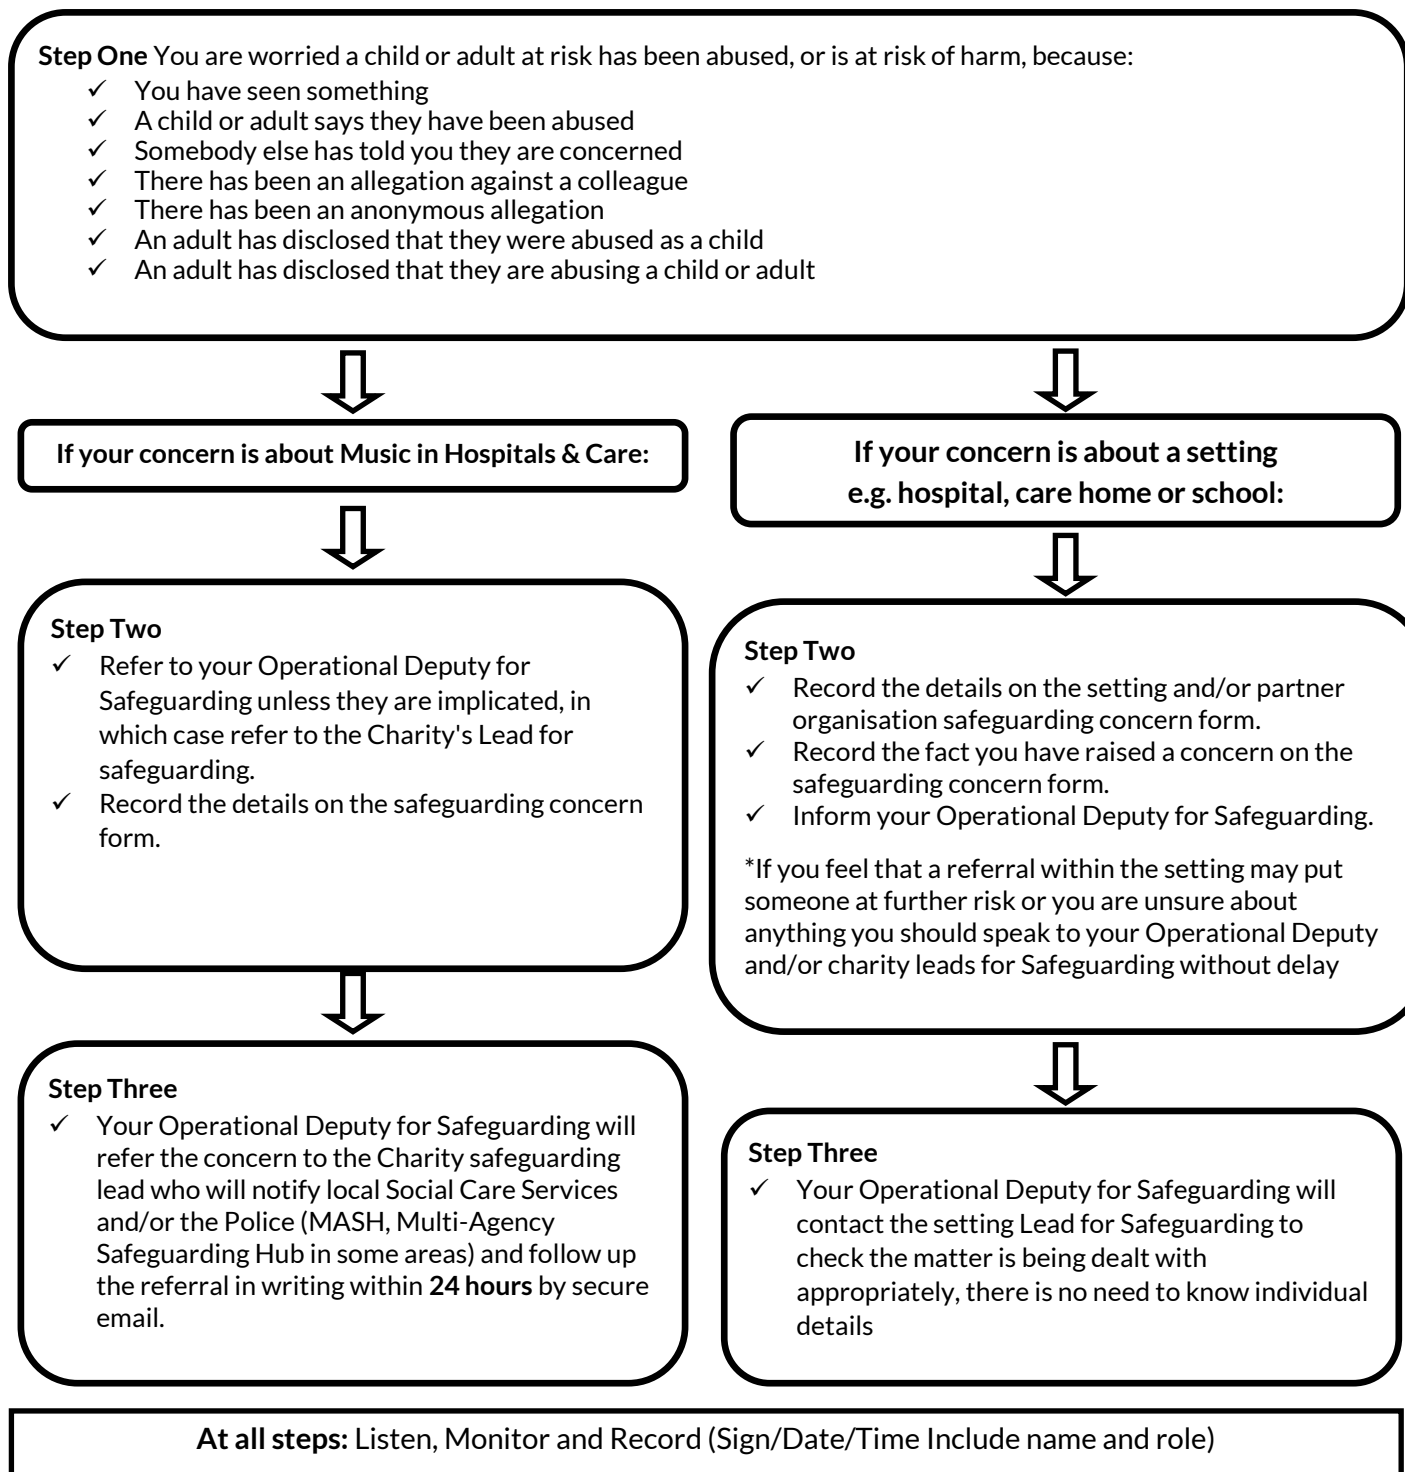 Step One You are worried a child or adult at risk has been abused, or is at risk of harm, because:
✓ You have seen something
✓ A child or adult says they have been abused
✓ Somebody else has told you they are concerned
✓ There has been an allegation against a colleague
✓ There has been an anonymous allegation
✓ An adult has disclosed that they were abused as a child
✓ An adult has disclosed that they are abusing a child or adult
If your concern is about Music in Hospitals & Care:
Step Two
✓ Refer to your Operational Deputy for
Safeguarding unless they are implicated, in
which case refer to the Charity's Lead for
safeguarding.
✓ Record the details on the safeguarding concern
form.
Step Three
✓ Your Operational Deputy for Safeguarding will
refer the concern to the Charity safeguarding
lead who will notify local Social Care Services
and/or the Police (MASH, Multi-Agency
Safeguarding Hub in some areas) and follow up
the referral in writing within 24 hours by secure
email.
If your concern is about a setting
e.g. hospital, care home or school:
Step Two
✓ Record the details on the setting and/or partner
organisation safeguarding concern form.
✓ Record the fact you have raised a concern on the
safeguarding concern form.
✓ Inform your Operational Deputy for Safeguarding.
*If you feel that a referral within the setting may put
someone at further risk or you are unsure about
anything you should speak to your Operational Deputy
and/or charity leads for Safeguarding without delay
Step Three
✓ Your Operational Deputy for Safeguarding will
contact the setting Lead for Safeguarding to
check the matter is being dealt with
appropriately, there is no need to know individual
details
At all steps: Listen, Monitor and Record (Sign/Date/Time Include name and role)